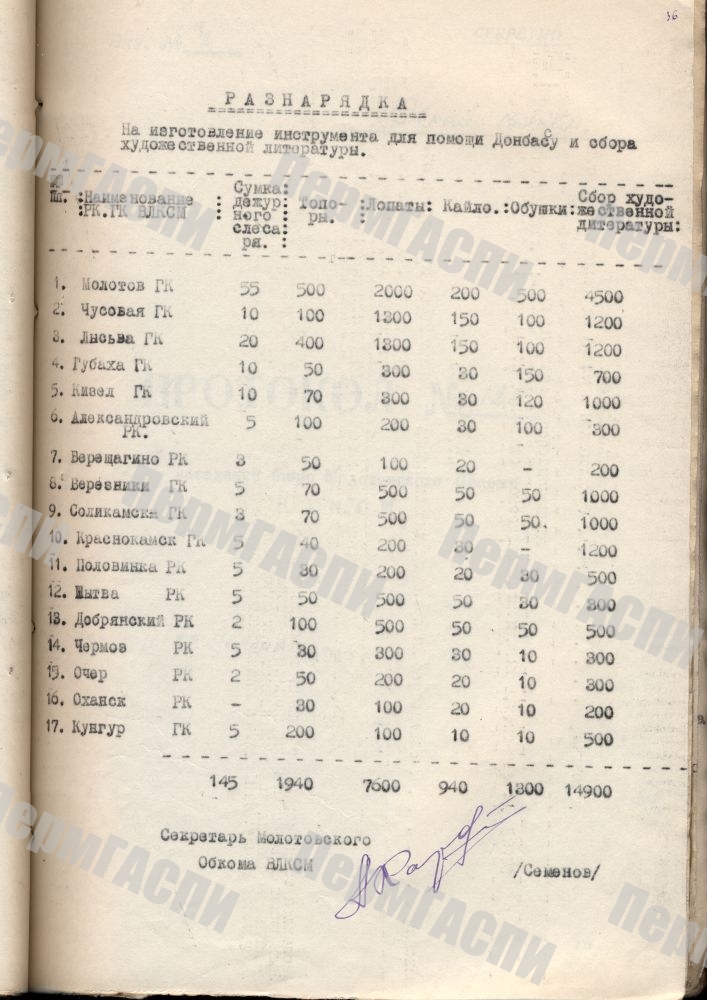 36
СЕКРЕТНО
РАЗНАРЯДКА
На изготовление инструмента для помощи Донбасу и сбора
художественной литературы.
№
пп. :Наименование РК.ГК ВЛКСМ : Сумка дежурного слесаря. : Топоры. :Лопаты: Кайло.:Обушки: Сбор художественной дитературы:
1. Молотов ГК 55 500 2000 200 500 4500
2. Чусовая ГК 10 100 1300 150 100 1200
3. Лысьва ГК 20 400 1300 150 100 1200
4. Губаха ГК 10 50 300 30 150 700
5. Кизел ГК 10 70 300 30 120 1000
6. Александровский 5 100 200 30 100 300
РК.
7. Верещагино РК 3 50 100 20 - 200
8. Березники ГК 5 70 500 50 50 1000
9. Соликамска ГК 3 70 500 50 50. 1000
10. Краснокамск ГК 5 40 200 30 - 1200
11. Половинка РК 5 30 200 20 30 500
12. Нытва РК 5 50 500 50 30 300
13. Добрянский РК 2 100 500 50 50 500
14. Чермоз РК 5 30 300 30 10 300
15. Очер РК 2 50 200 20 10 300
16. Оханск РК - 30 100 20 10 200
17. Кунгур ГК 5 200 100 10 10 500
145 1940 7600 940 1300 14900
Секретарь Молотовского
Обкома ВЛКСМ /Семенов/
ПермГАСПИ